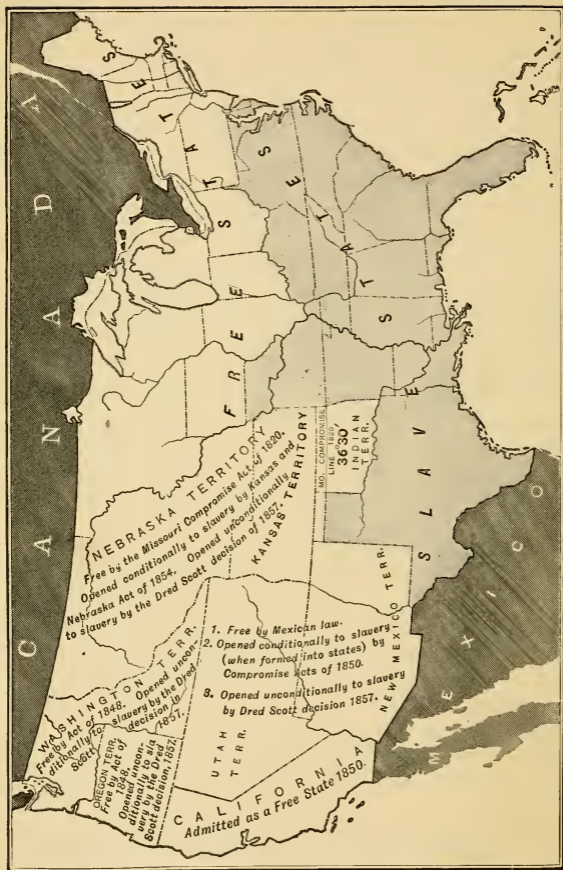 CANADA
FREE STATES
SLAVE STATES
MEXICO
WASHINGTON TERR.
Free by Act of 1848. Opened uncon-
ditionally to slavery by the Dred
Scott decision in
1857.
OREGON TERR.
Free by Act of
1848.
Opened uncon-
ditionally to sla
very by the Dred
Scott decision, 1857.
NEBRASKA TERRITORY
Free by the Missouri Compromise Act of 1820.
Opened conditionally to slavery by Kansas and
Nebraska Act of 1854. Opened unconditionally
to slavery by the Dred Scott decision of 1857.
KANSAS TERRITORY
MO. COMPROMISE
LINE 1820
36°30'
INDIAN
TERR.
UTAH
TERR.
1. Free by Mexican law-
2. Opened conditionally to slavery
(when formed into states) by
Compromise Acts of 1850.
3. Opened unconditionally to slavery
by Dred Scott decision 1857.
NEW MEXICO TERR.
CALIFORNIA
Admitted as a Free State 1850.